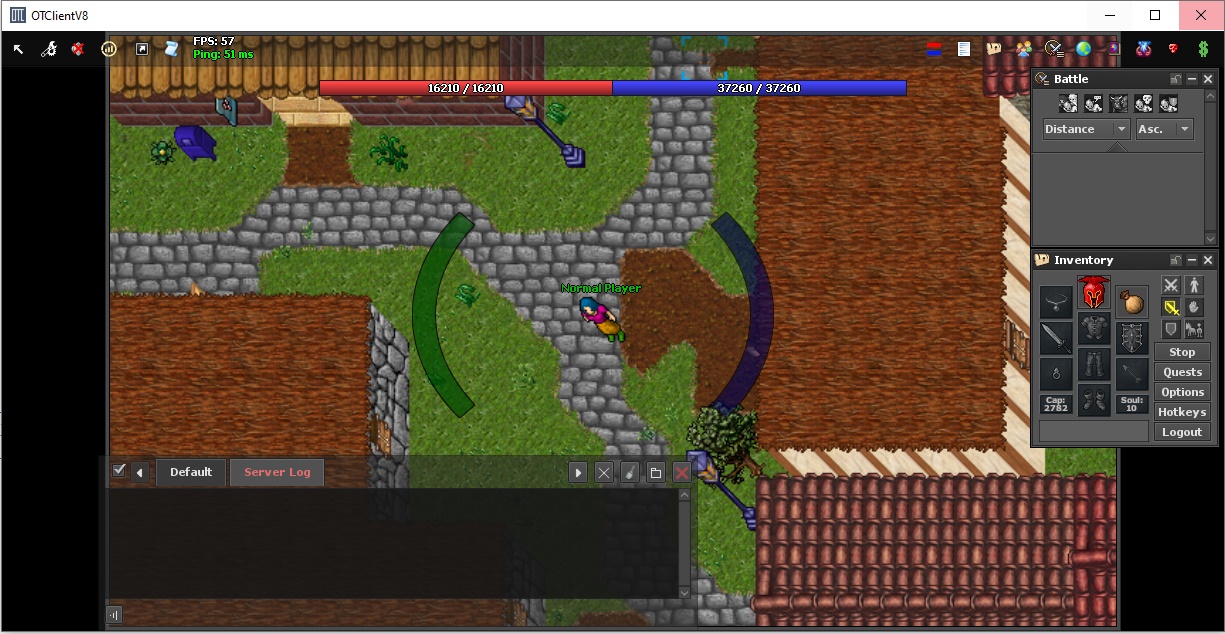 OTClientV8
FPS: 57
Ping: 51 ms
16210 / 16210
37260 / 37260
Battle
Distance
Asc.
Inventory
Normal Player
Stop
Quests
Options
Hotkeys
Logout
Cap:
2782
Soul:
10
Default
Server Log